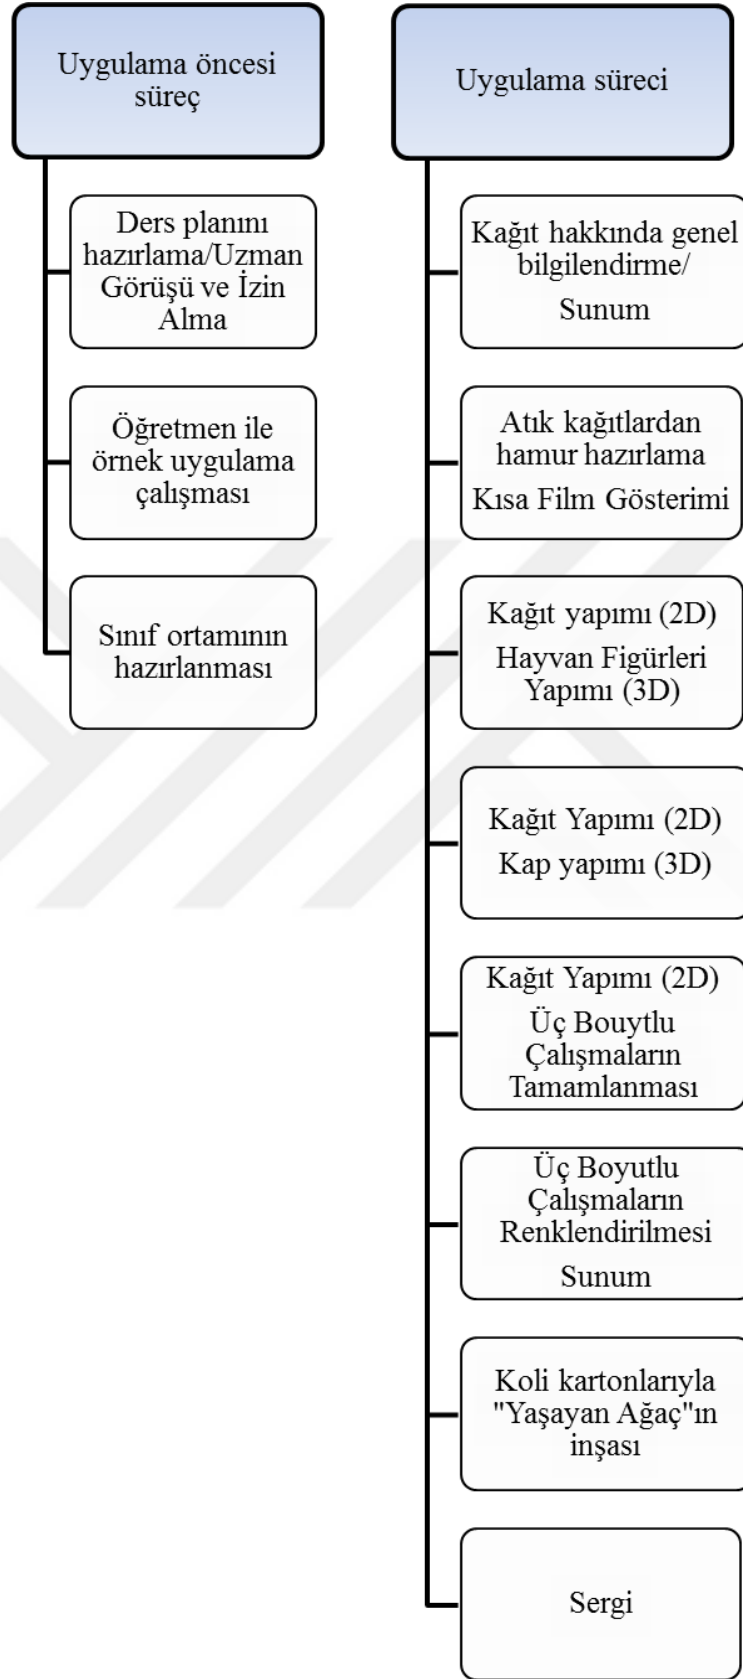 Uygulama öncesi
süreç
Ders planını
hazırlama/Uzman
Görüşü ve İzin
Alma
Öğretmen ile
örnek uygulama
çalışması
Sınıf ortamının
hazırlanması
Uygulama süreci
Kağıt hakkında genel
bilgilendirme/
Sunum
Atık kağıtlardan
hamur hazırlama
Kısa Film Gösterimi
Kağıt yapımı (2D)
Hayvan Figürleri
Yapımı (3D)
Kağıt Yapımı (2D)
Kap yapımı (3D)
Kağıt Yapımı (2D)
Üç Bouytlu
Çalışmaların
Tamamlanması
Üç Boyutlu
Çalışmaların
Renklendirilmesi
Sunum
Koli kartonlarıyla
"Yaşayan Ağaç"ın
inşası
Sergi